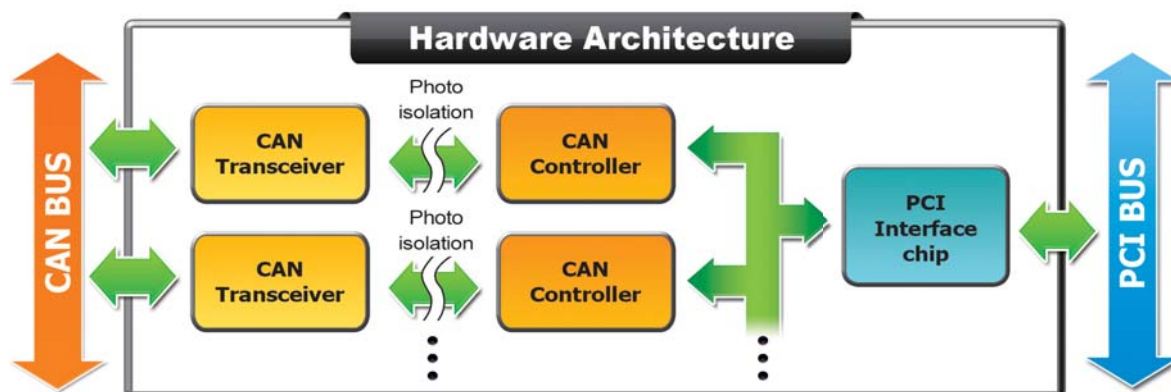 Hardware Architecture
CAN BUS
Photo
isolation
CAN
Transceiver
CAN
Controller
Photo
isolation
CAN
Transceiver
CAN
Controller
PCI
Interface
chip
PCI BUS